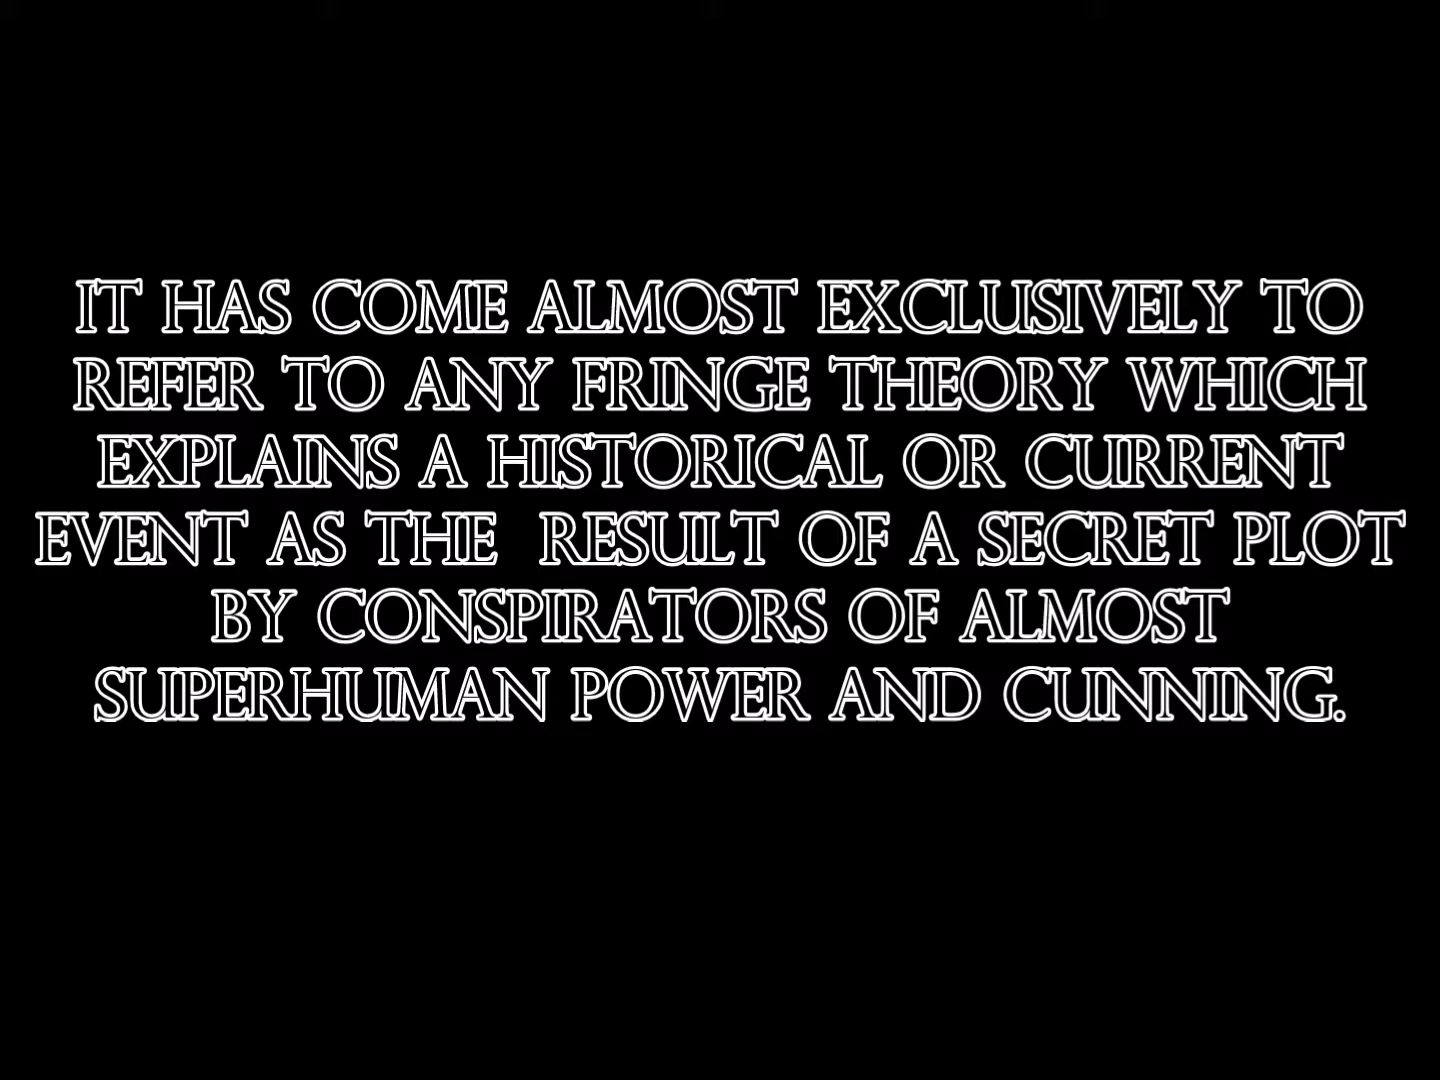 IT HAS COME ALMOST EXCLUSIVELY TO
REFER TO ANY FRINGE THEORY WHICH
EXPLAINS A HISTORICAL OR CURRENT
EVENT AS THE  RESULT OF A SECRET PLOT
BY CONSPIRATORS OF ALMOST
SUPERHUMAN POWER AND CUNNING.